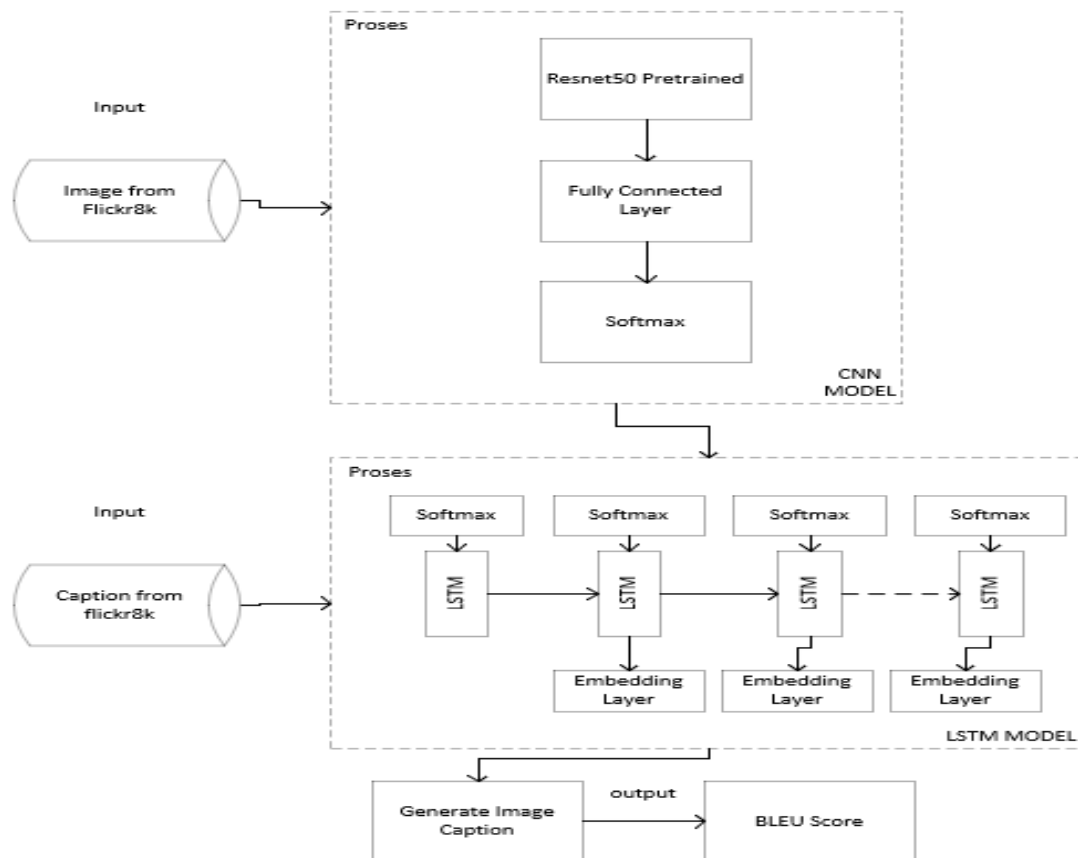 Proses
Resnet50 Pretrained
Input
Image from
Flickr8k
Fully Connected
Layer
Softmax
CNN
MODEL
Proses
Input
Caption from
flickr8k
Softmax
Softmax
Softmax
Softmax
LSTM
LSTM
LSTM
LSTM
Embedding
Layer
Embedding
Layer
Embedding
Layer
LSTM MODEL
Generate Image
Caption
output
BLEU Score